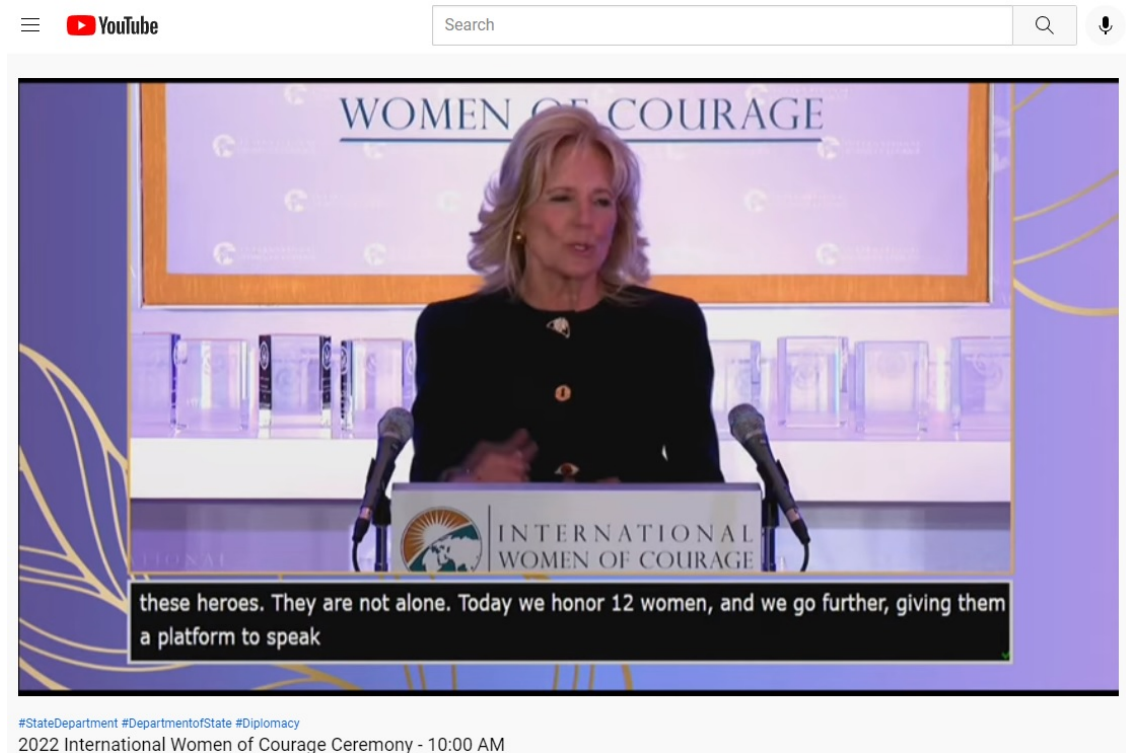 YouTube
Search
WOMEN OF COURAGE
INTERNATIONAL
WOMEN OF COURAGE
these heroes. They are not alone. Today we honor 12 women, and we go further, giving them
a platform to speak
#StateDepartment #DepartmentofState #Diplomacy
2022 International Women of Courage Ceremony - 10:00 AM